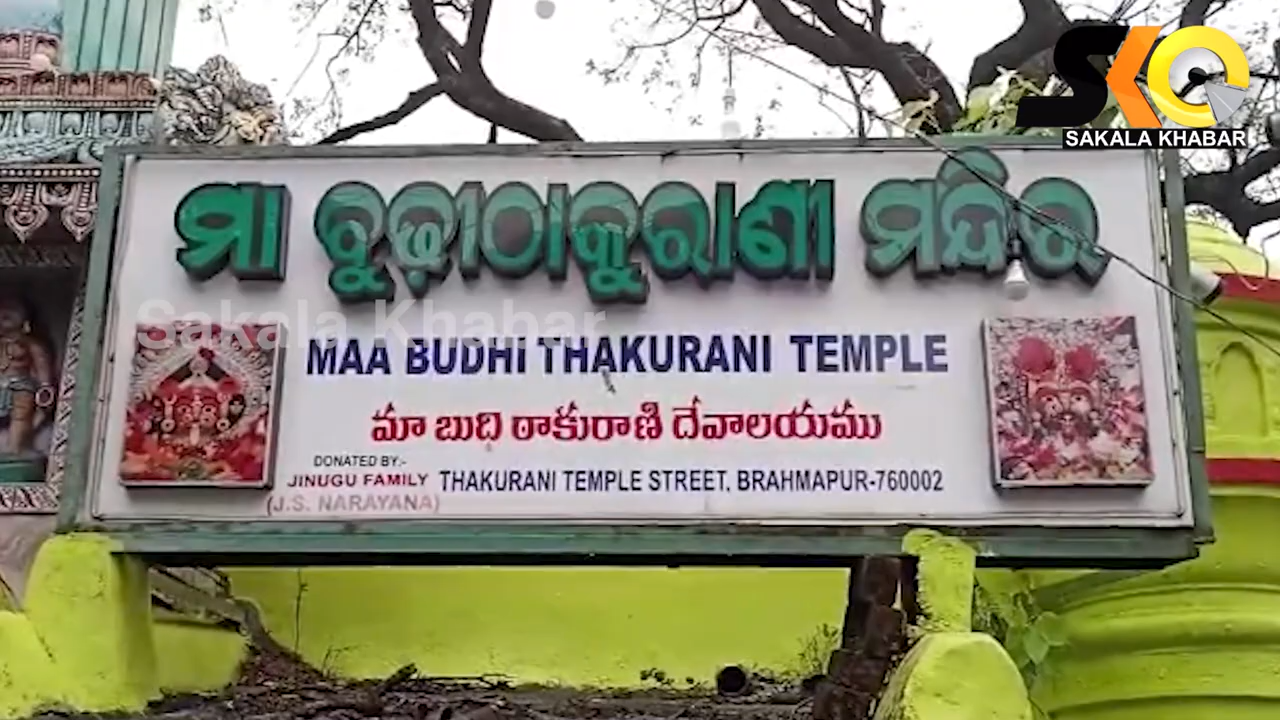 SKC
SAKALA KHABAR
ମା ବୁଢ଼ୀଠାକୁରାଣୀ ମନ୍ଦିର
Sakala Khabar
MAA BUDHI THAKURANI TEMPLE
మా బుధి ఠాకురాణి దేవాలయము
DONATED BY:-
JINUGU FAMILY THAKURANI TEMPLE STREET, BRAHMAPUR-760002
(J.S. NARAYANA)